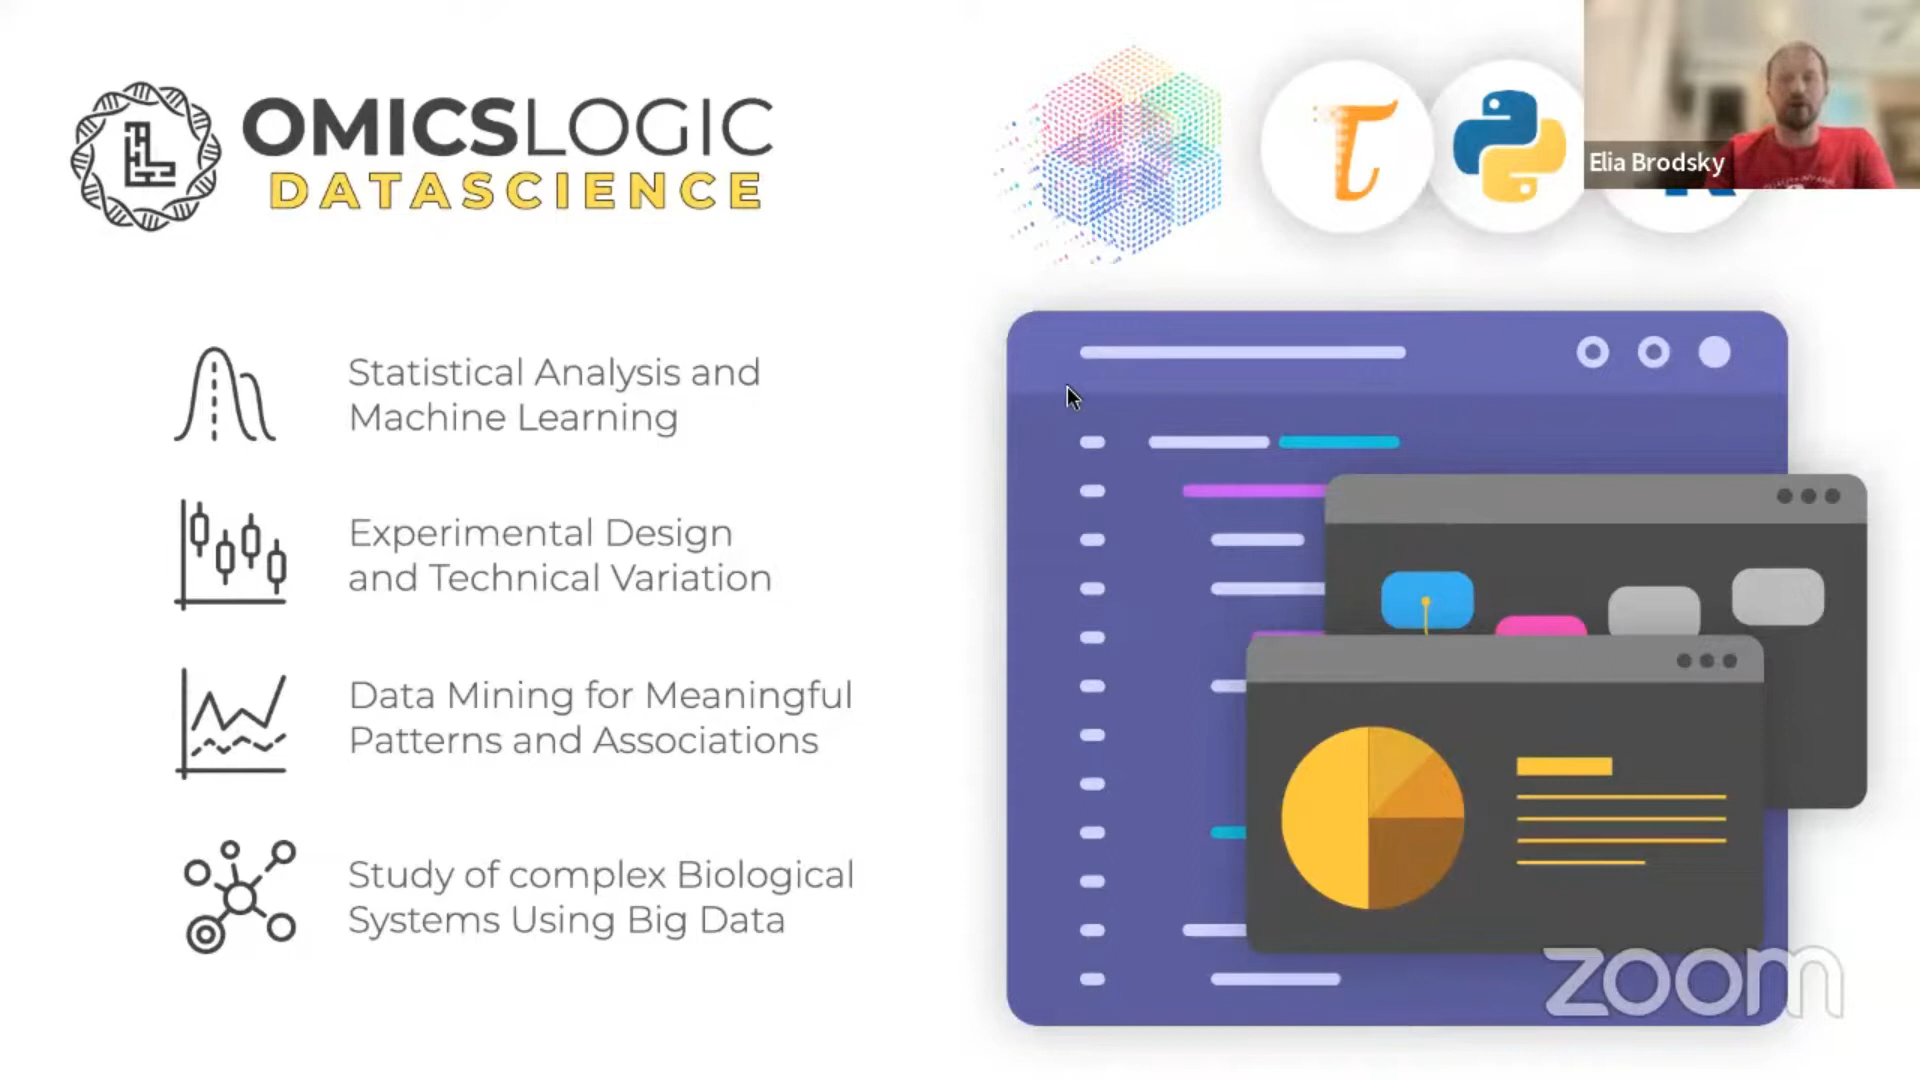 OMICSLOGIC
DATASCIENCE
Elia Brodsky
Statistical Analysis and
Machine Learning
Experimental Design
and Technical Variation
Data Mining for Meaningful
Patterns and Associations
Study of complex Biological
Systems Using Big Data
zoom